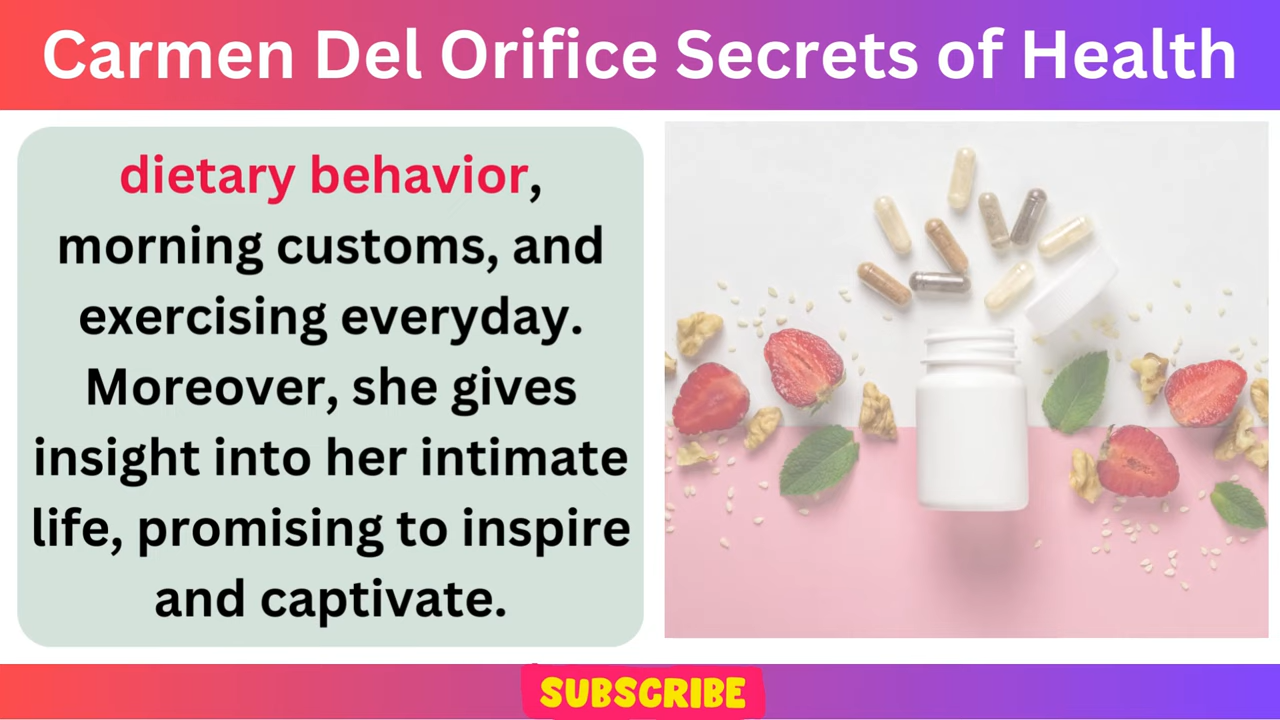 Carmen Del Orifice Secrets of Health
dietary behavior,
morning customs, and
exercising everyday.
Moreover, she gives
insight into her intimate
life, promising to inspire
and captivate.
SUBSCRIBE